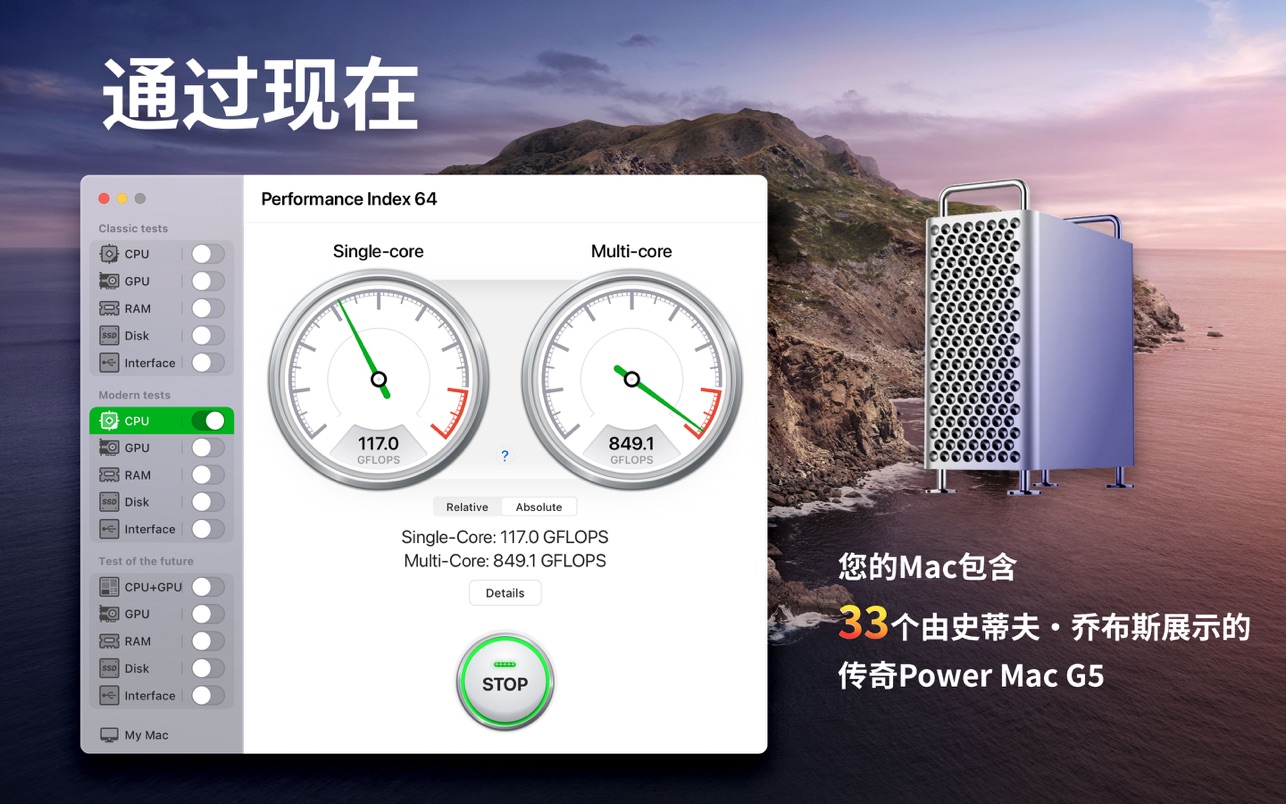 通过现在
Performance Index 64
Classic tests
CPU
GPU
RAM
SSD
Disk
Interface
Modern tests
CPU
GPU
RAM
SSD
Disk
Interface
Test of the future
CPU+GPU
GPU
RAM
SSD
Disk
Interface
My Mac
Single-core
117.0
GFLOPS
Multi-core
849.1
GFLOPS
?
Relative
Absolute
Single-Core: 117.0 GFLOPS
Multi-Core: 849.1 GFLOPS
Details
STOP
您的Mac包含
33个由史蒂夫·乔布斯展示的
传奇Power Mac G5